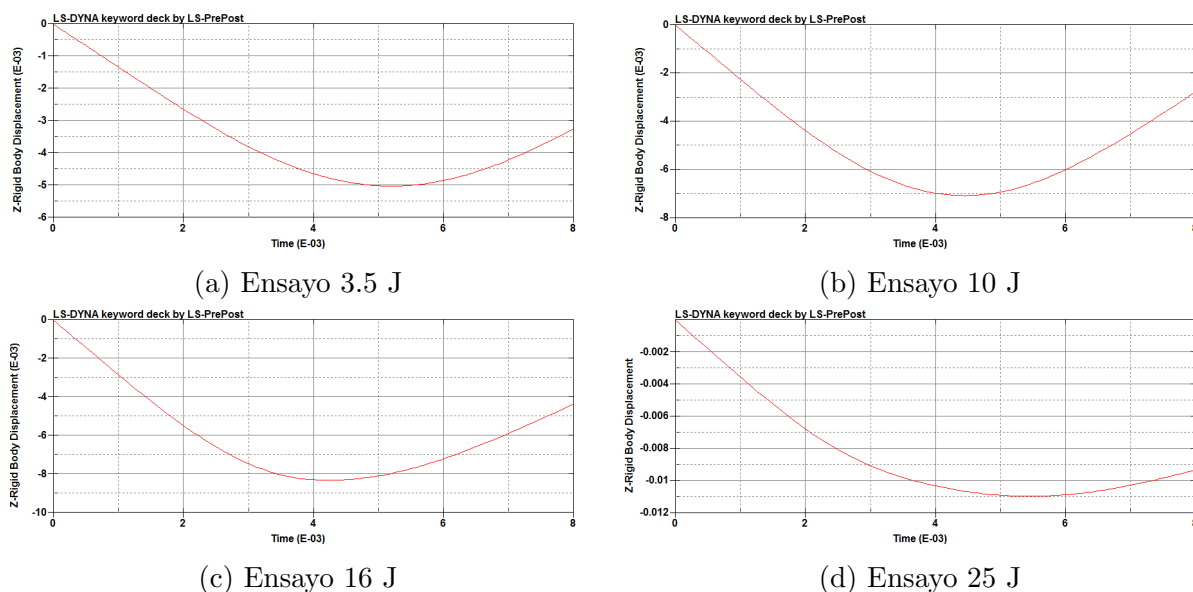 LS-DYNA keyword deck by LS-PrePost
Z-Rigid Body Displacement (E-03)
0
-1
-2
-3
-4
-5
-6
0 2 4 6 8
Time (E-03)
(a) Ensayo 3.5 J
LS-DYNA keyword deck by LS-PrePost
Z-Rigid Body Displacement (E-03)
0
-2
-4
-6
-8
0 2 4 6 8
Time (E-03)
(b) Ensayo 10 J
LS-DYNA keyword deck by LS-PrePost
Z-Rigid Body Displacement (E-03)
0
-2
-4
-6
-8
-10
0 2 4 6 8
Time (E-03)
(c) Ensayo 16 J
LS-DYNA keyword deck by LS-PrePost
Z-Rigid Body Displacement
-0.002
-0.004
-0.006
-0.008
-0.01
-0.012
0 2 4 6 8
Time (E-03)
(d) Ensayo 25 J